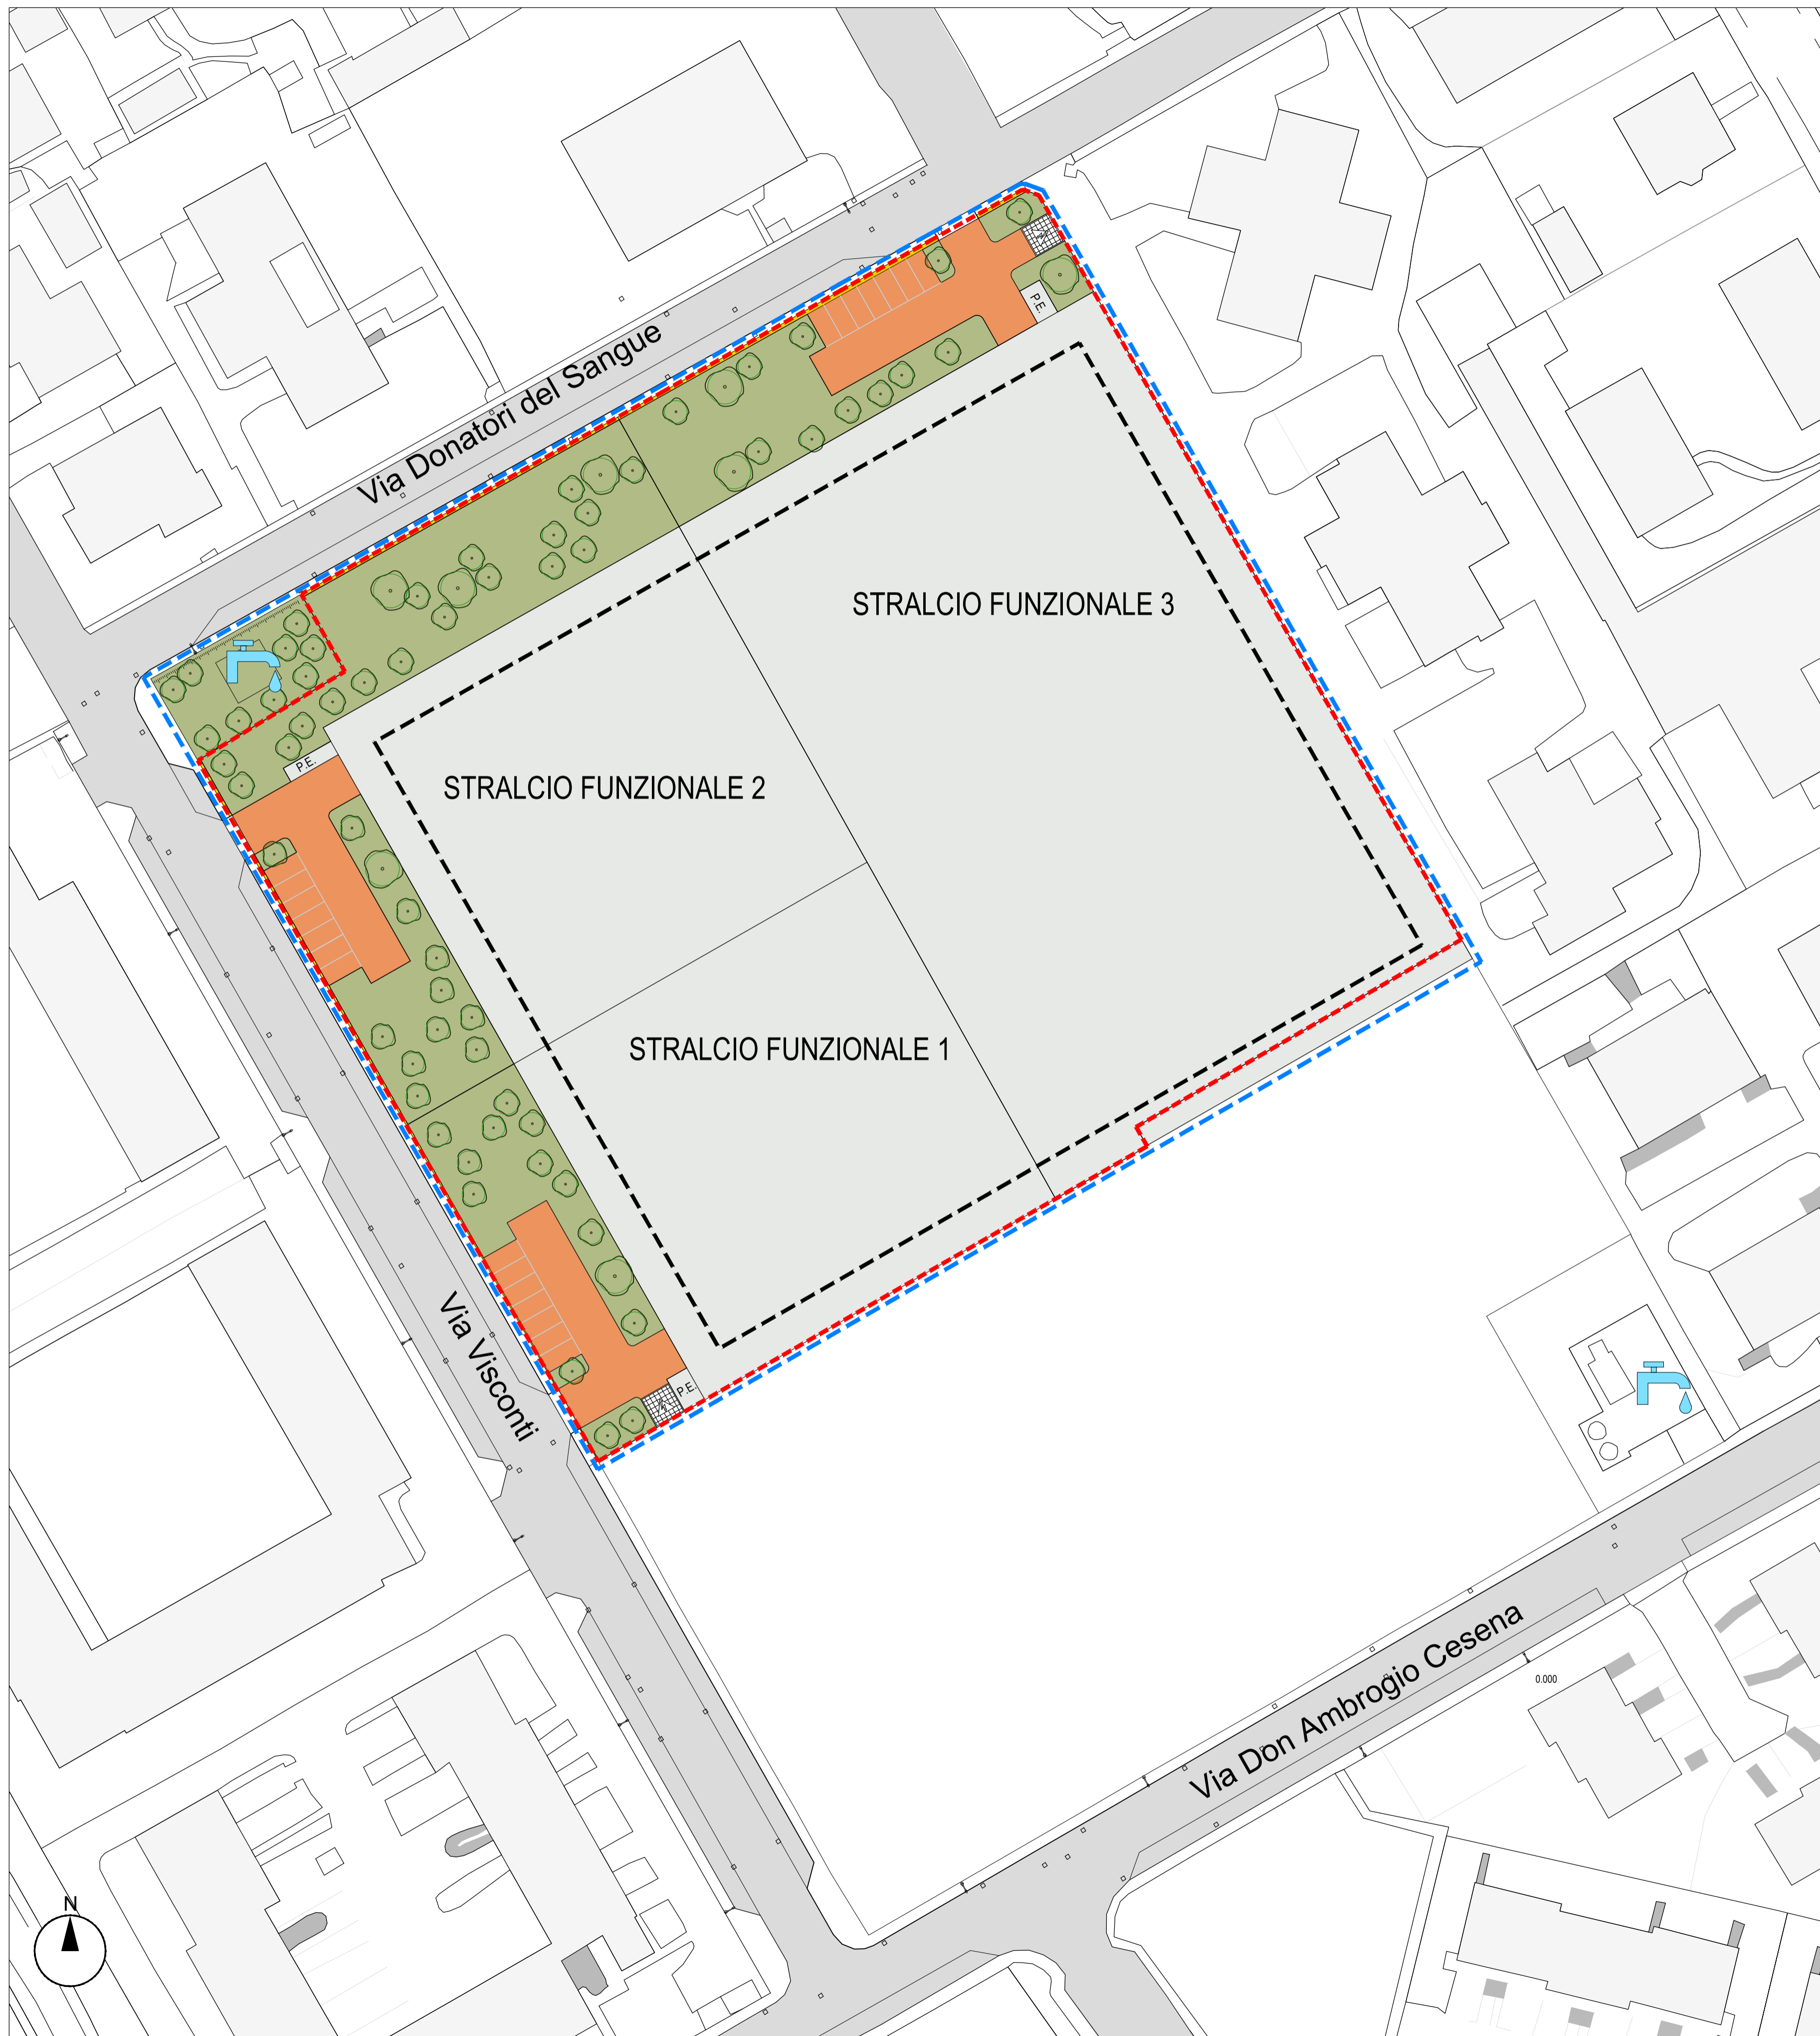 P.E.
Via Donatori del Sangue
STRALCIO FUNZIONALE 3
P.E.
STRALCIO FUNZIONALE 2
STRALCIO FUNZIONALE 1
Via Visconti
P.E.
Via Don Ambrogio Cesena
0.000
N